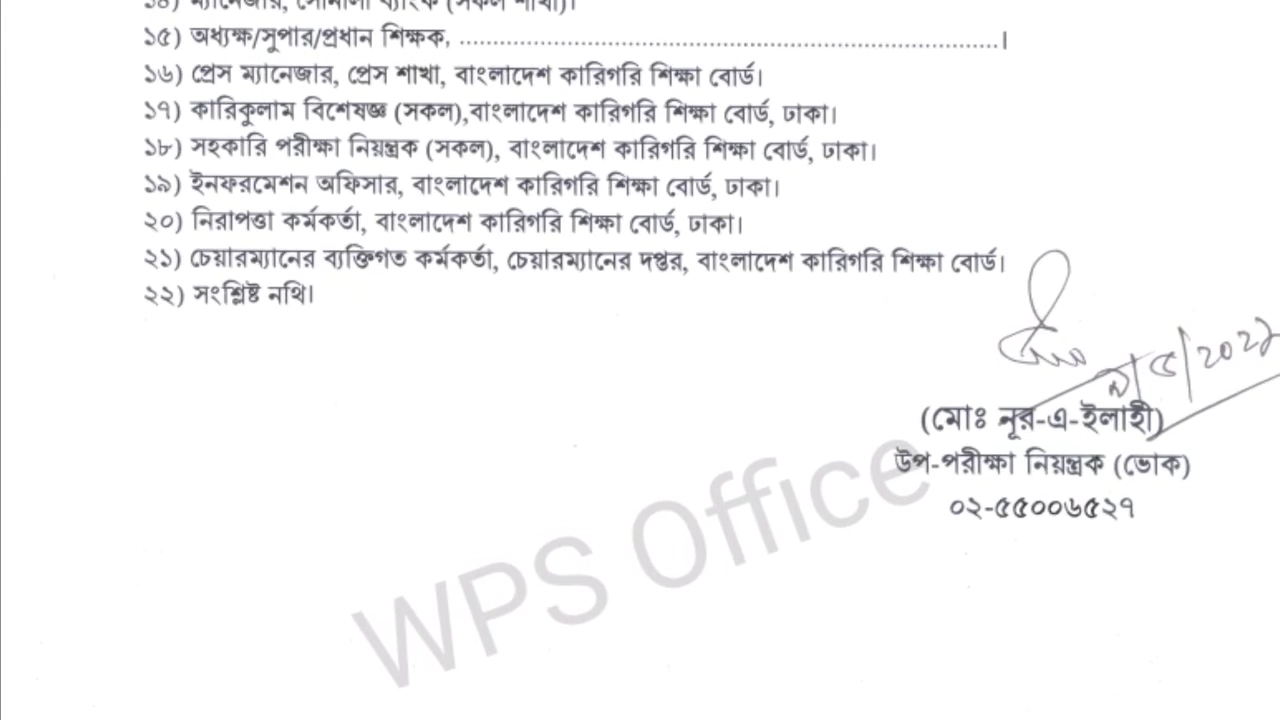 ১৪) ম্যানেজার, সোনালী ব্যাংক (সকল শাখা)।
১৫) অধ্যক্ষ/সুপার/প্রধান শিক্ষক, ....................................................................................।
১৬) প্রেস ম্যানেজার, প্রেস শাখা, বাংলাদেশ কারিগরি শিক্ষা বোর্ড।
১৭) কারিকুলাম বিশেষজ্ঞ (সকল),বাংলাদেশ কারিগরি শিক্ষা বোর্ড, ঢাকা।
১৮) সহকারি পরীক্ষা নিয়ন্ত্রক (সকল), বাংলাদেশ কারিগরি শিক্ষা বোর্ড, ঢাকা।
১৯) ইনফরমেশন অফিসার, বাংলাদেশ কারিগরি শিক্ষা বোর্ড, ঢাকা।
২০) নিরাপত্তা কর্মকর্তা, বাংলাদেশ কারিগরি শিক্ষা বোর্ড, ঢাকা।
২১) চেয়ারম্যানের ব্যক্তিগত কর্মকর্তা, চেয়ারম্যানের দপ্তর, বাংলাদেশ কারিগরি শিক্ষা বোর্ড।
২২) সংশ্লিষ্ট নথি।
(মোঃ নূর-এ-ইলাহী)
উপ-পরীক্ষা নিয়ন্ত্রক (ভোক)
০২-৫৫০০৬৫২৭
WPS Office